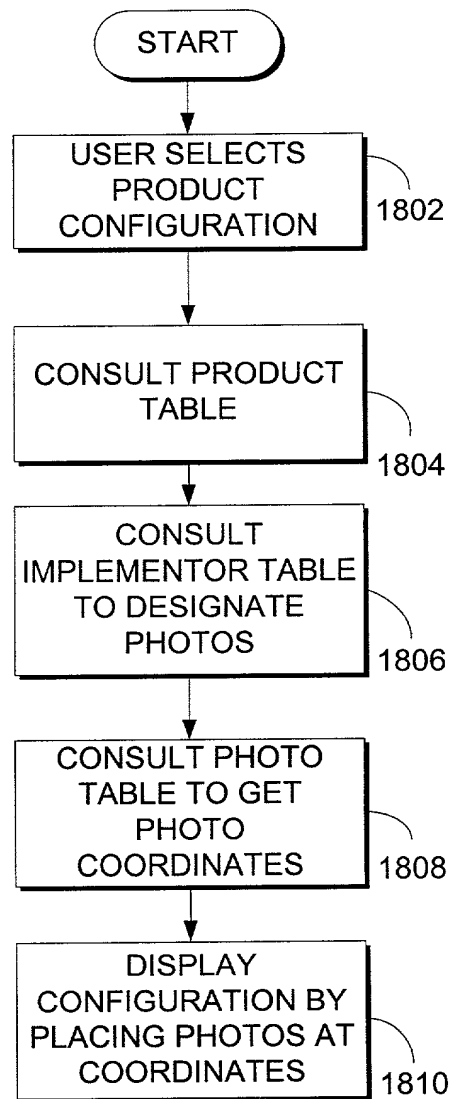 START
USER SELECTS
PRODUCT
CONFIGURATION
1802
CONSULT PRODUCT
TABLE
1804
CONSULT
IMPLEMENTOR TABLE
TO DESIGNATE
PHOTOS
1806
CONSULT PHOTO
TABLE TO GET
PHOTO
COORDINATES
1808
DISPLAY
CONFIGURATION BY
PLACING PHOTOS AT
COORDINATES
1810